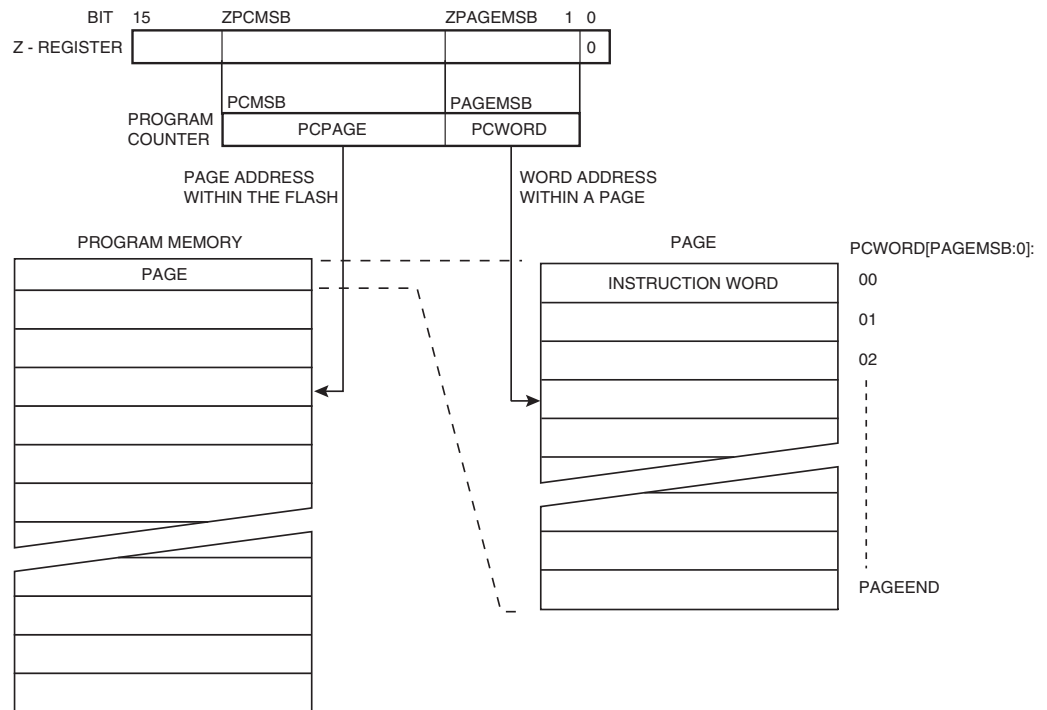 BIT 15 ZPCMSB ZPAGEMSB 1 0
Z - REGISTER 0
PCMSB PAGEMSB
PROGRAM
COUNTER
PCPAGE PCWORD
PAGE ADDRESS
WITHIN THE FLASH
WORD ADDRESS
WITHIN A PAGE
PROGRAM MEMORY
PAGE
PAGE
PCWORD[PAGEMSB:0]:
INSTRUCTION WORD
00
01
02
PAGEEND